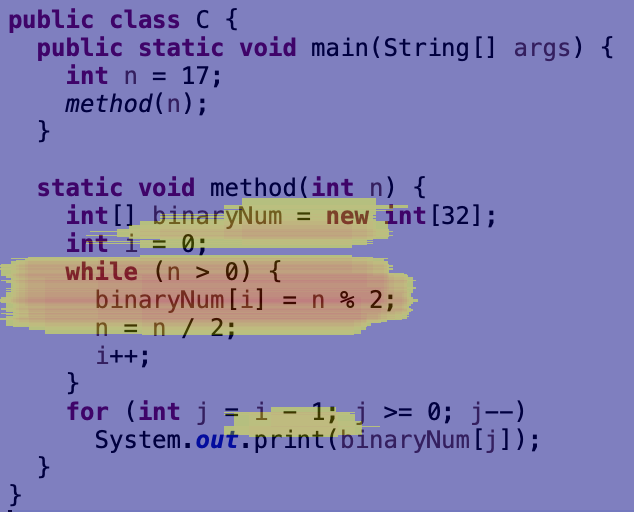 public class C {
public static void main(String[] args) {
int n = 17;
method(n);
}
static void method(int n) {
int[] binaryNum = new int[32];
int i = 0;
while (n > 0) {
binaryNum[i] = n % 2;
n = n / 2;
i++;
}
for (int j = i - 1; j >= 0; j--)
System.out.print(binaryNum[j]);
}
}